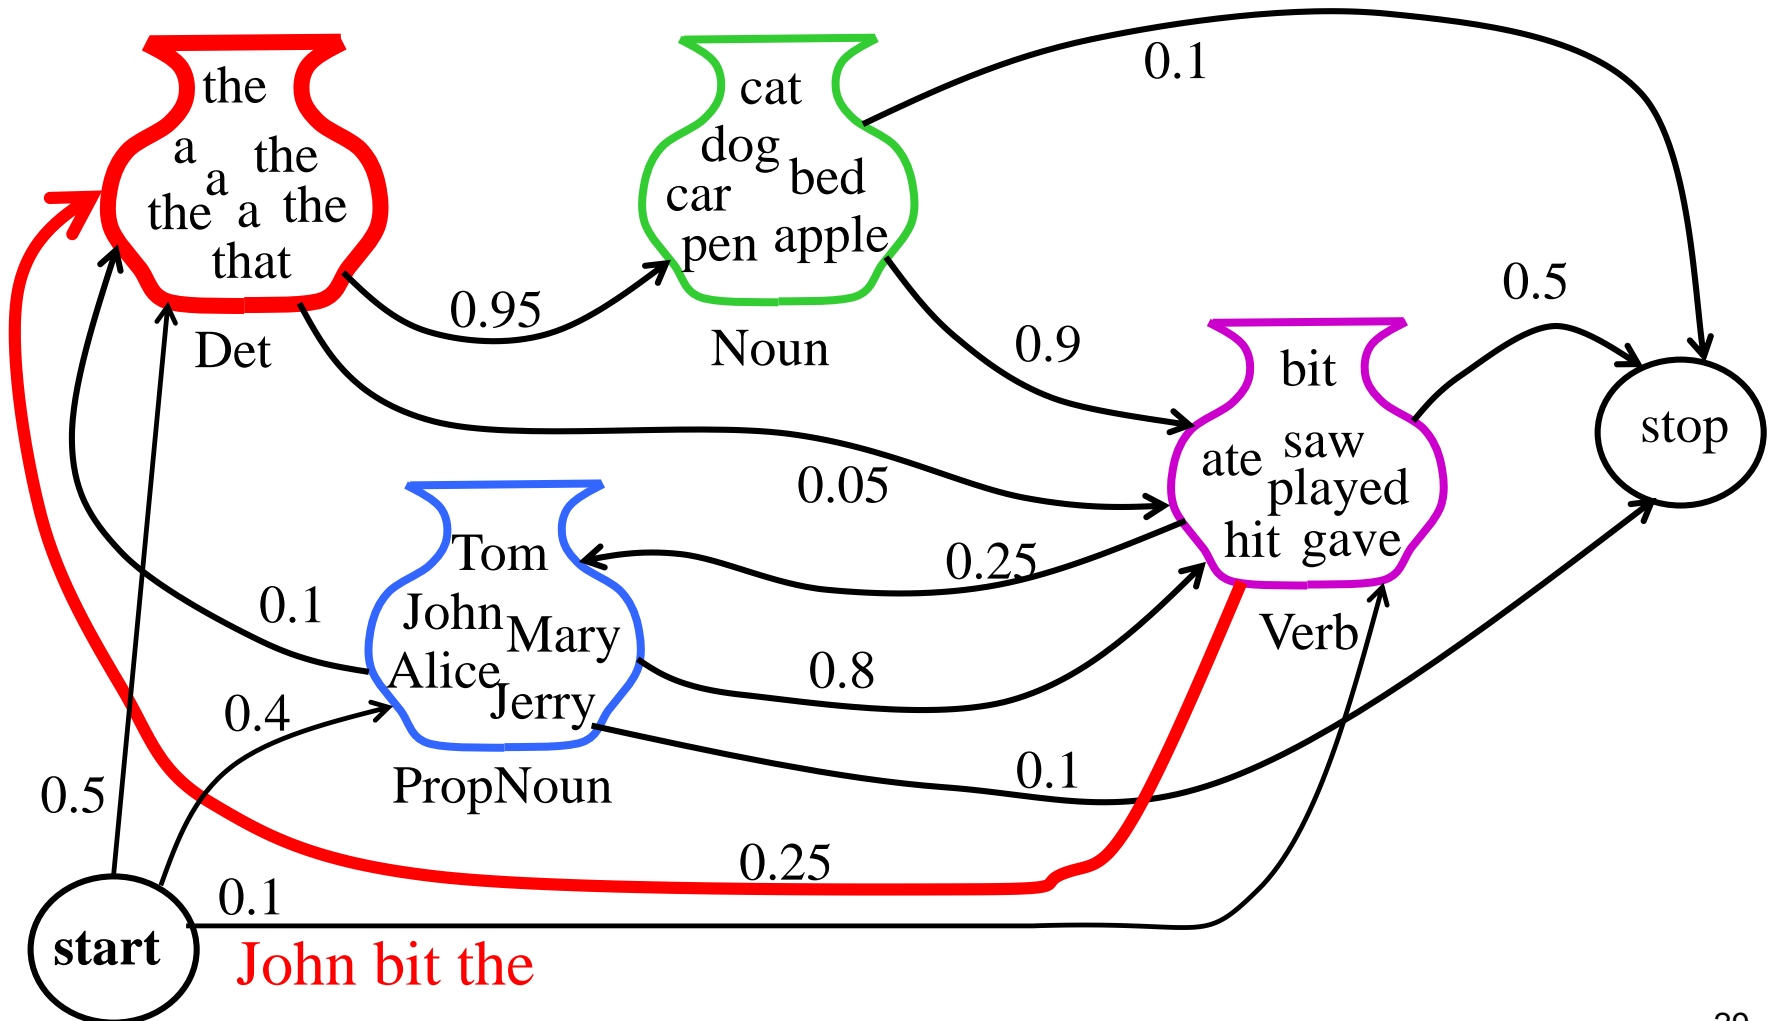 0.1
the
cat
a
the
dog
a
bed
car
the
a
the
pen
apple
that
0.95
0.5
Det
Noun
0.9
bit
stop
saw
ate
0.05
played
Tom
hit
gave
0.25
0.1
John
Mary
Verb
Alice
0.8
Jerry
0.4
0.1
PropNoun
0.5
0.25
0.1
start
John bit the